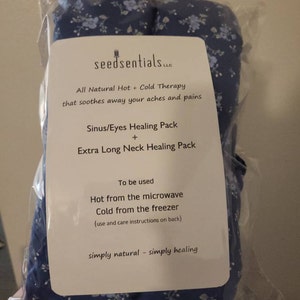 seedsentials LLC
All Natural Hot + Cold Therapy
that soothes away your aches and pains
Sinus/Eyes Healing Pack
+
Extra Long Neck Healing Pack
To be used
Hot from the microwave
Cold from the freezer
(use and care instructions on back)
simply natural - simply healing